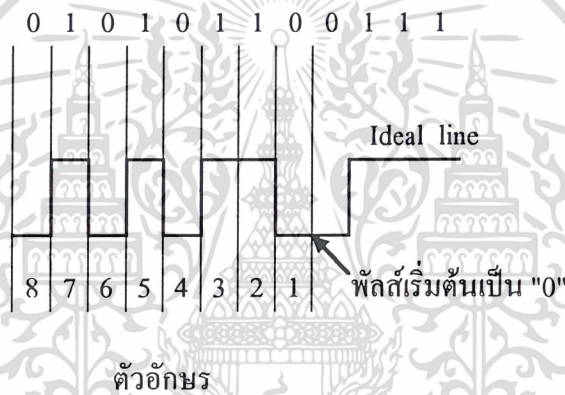 0 1 0 1 0 1 1 0 0 1 1 1
Ideal line
8 7 6 5 4 3 2 1
พัลส์เริ่มต้นเป็น "0"
ตัวอักษร